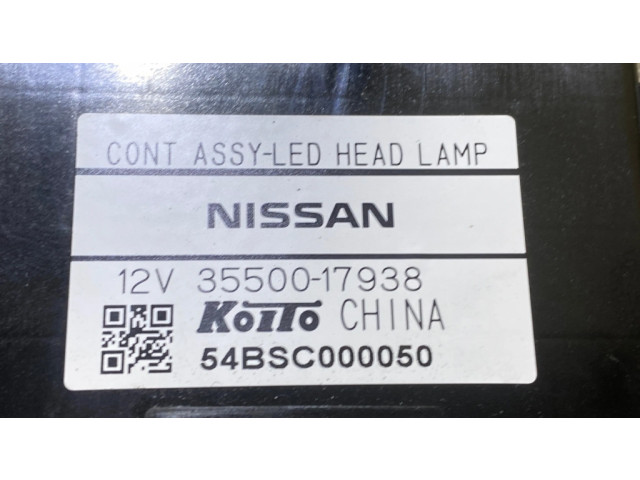 CONT ASSY-LED HEAD LAMP
NISSAN
12V 35500-17938
KOITO CHINA
54BSC000050